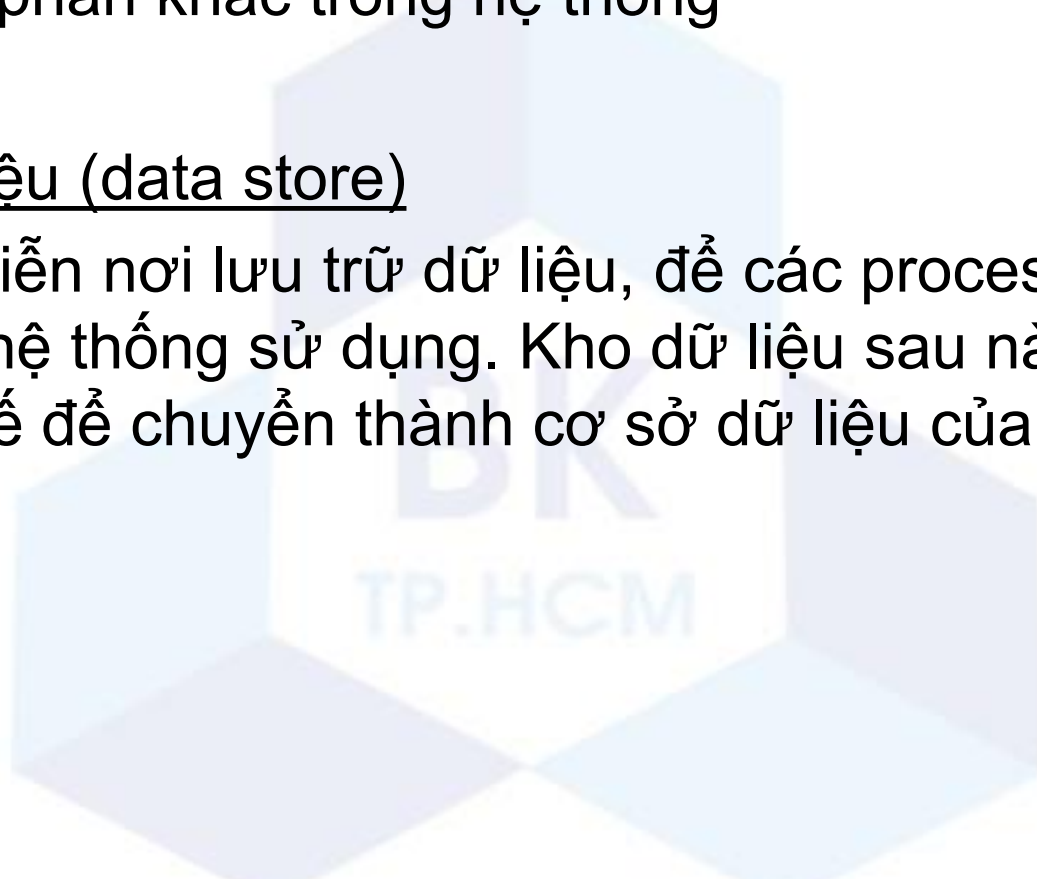 phần khác trong hệ thống
ệu (data store)
iễn nơi lưu trữ dữ liệu, để các proces
hệ thống sử dụng. Kho dữ liệu sau nà
ế để chuyển thành cơ sở dữ liệu của
BK
TP.HCM